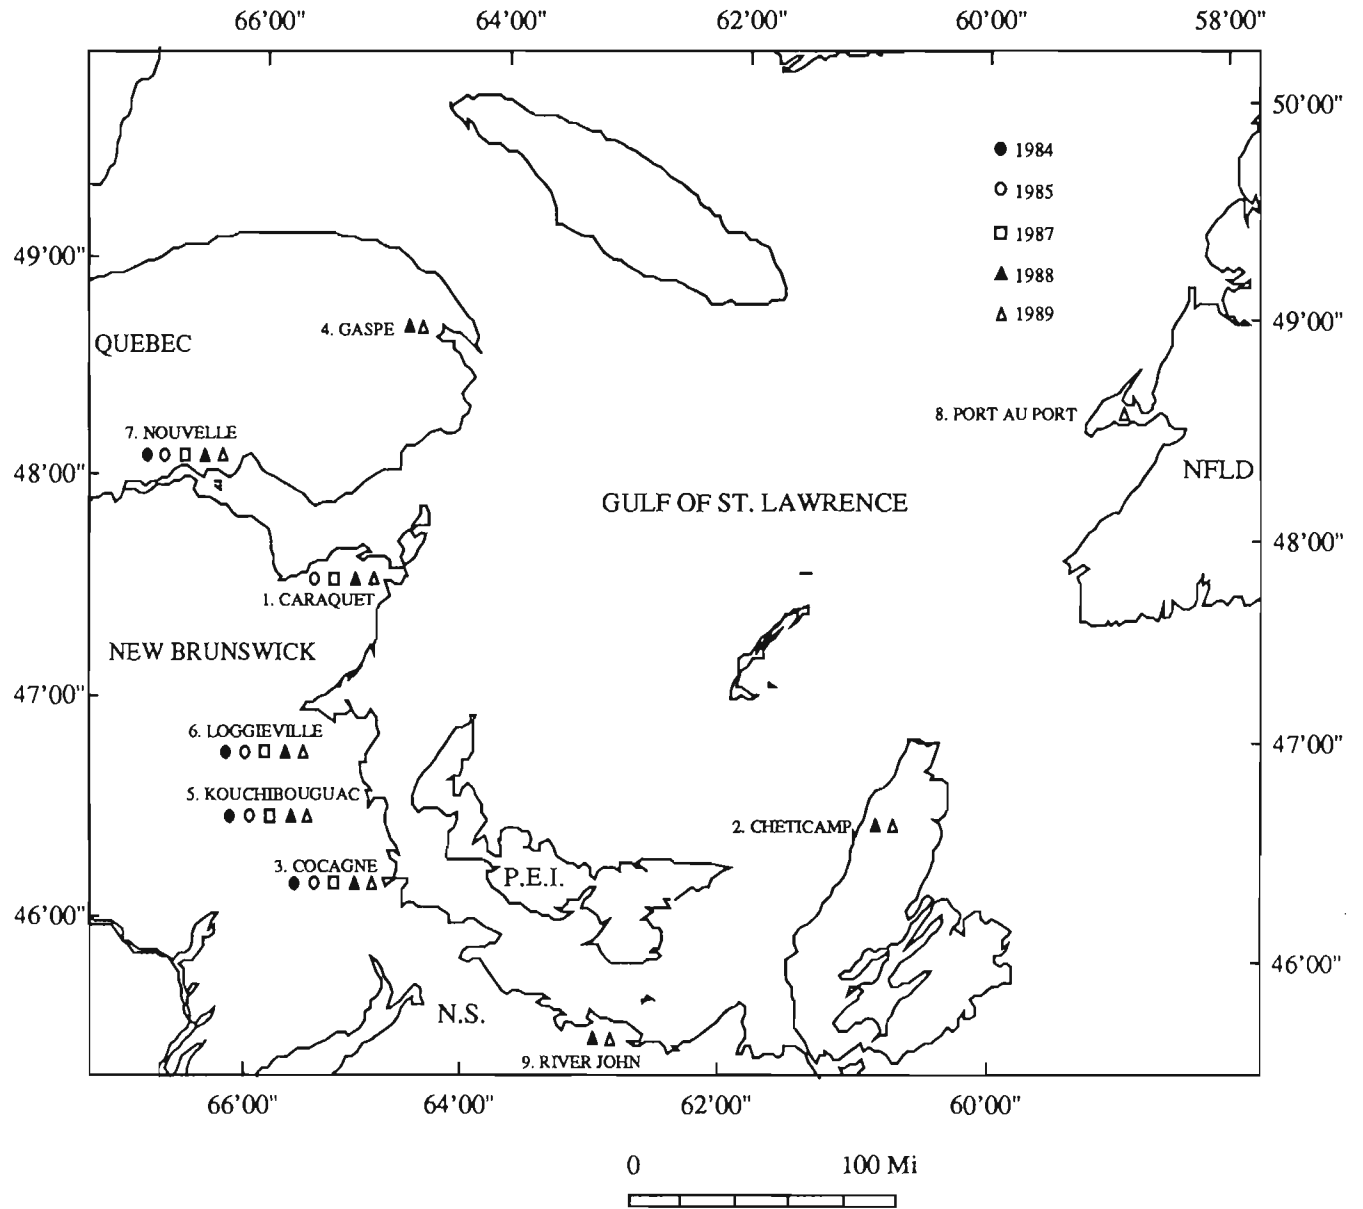 66'00" 64'00" 62'00" 60'00" 58'00"
50'00"
1984
1985
1987
1988
1989
49'00"
49'00"
4. GASPE
QUEBEC
8. PORT AU PORT
7. NOUVELLE
48'00"
NFLD
GULF OF ST. LAWRENCE
48'00"
1. CARAQUET
NEW BRUNSWICK
47'00"
6. LOGGIEVILLE
47'00"
5. KOUCHIBOUGUAC
2. CHETICAMP
3. COCAGNE
P.E.I.
46'00"
46'00"
N.S.
9. RIVER JOHN
66'00" 64'00" 62'00" 60'00"
0 100 Mi